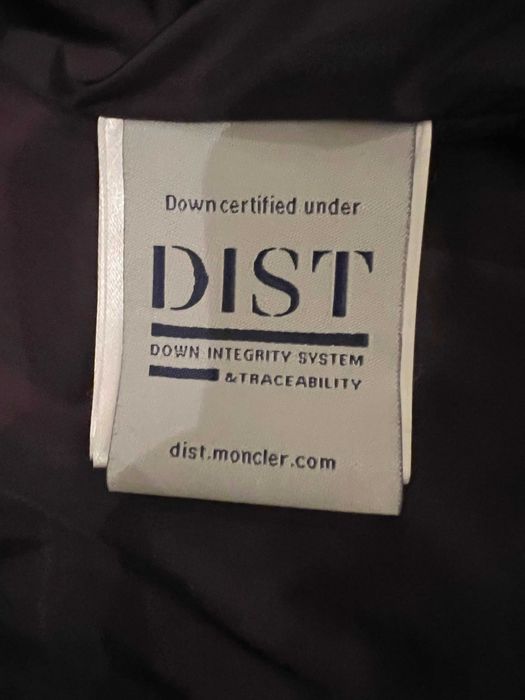 Down certified under
DIST
DOWN INTEGRITY SYSTEM
& TRACEABILITY
dist.moncler.com